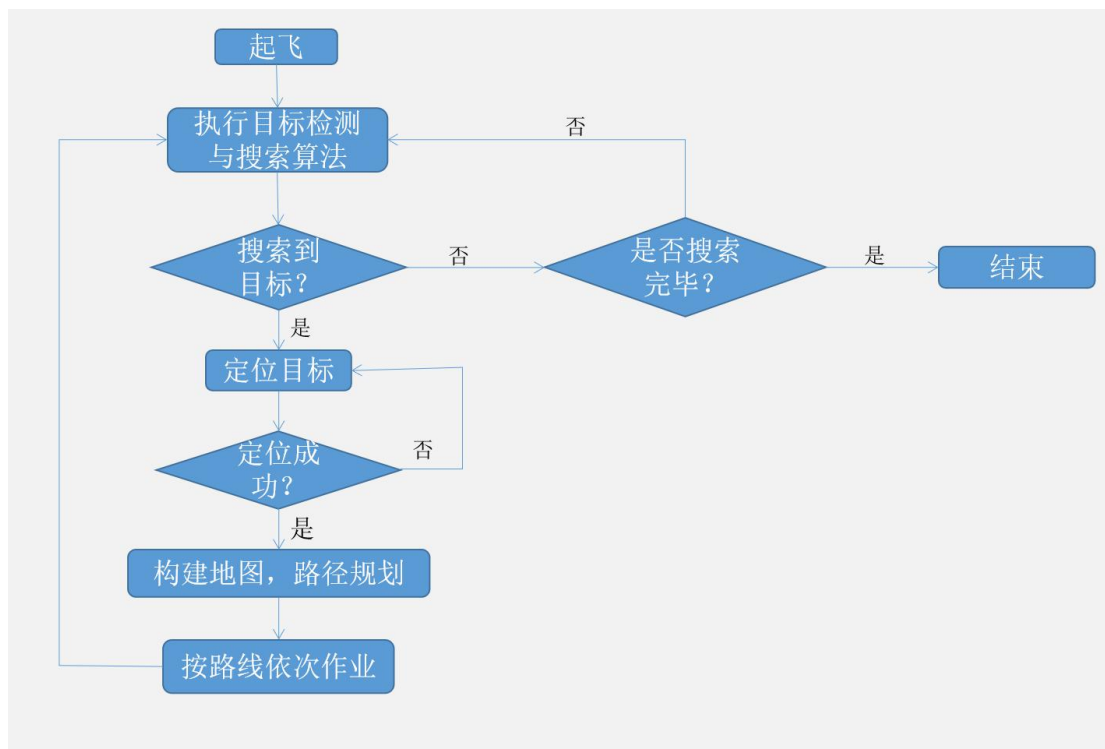 起飞
执行目标检测
与搜索算法
否
搜索到
目标？
否
是否搜索
完毕？
是
结束
是
定位目标
定位成
功？
否
是
构建地图，路径规划
按路线依次作业